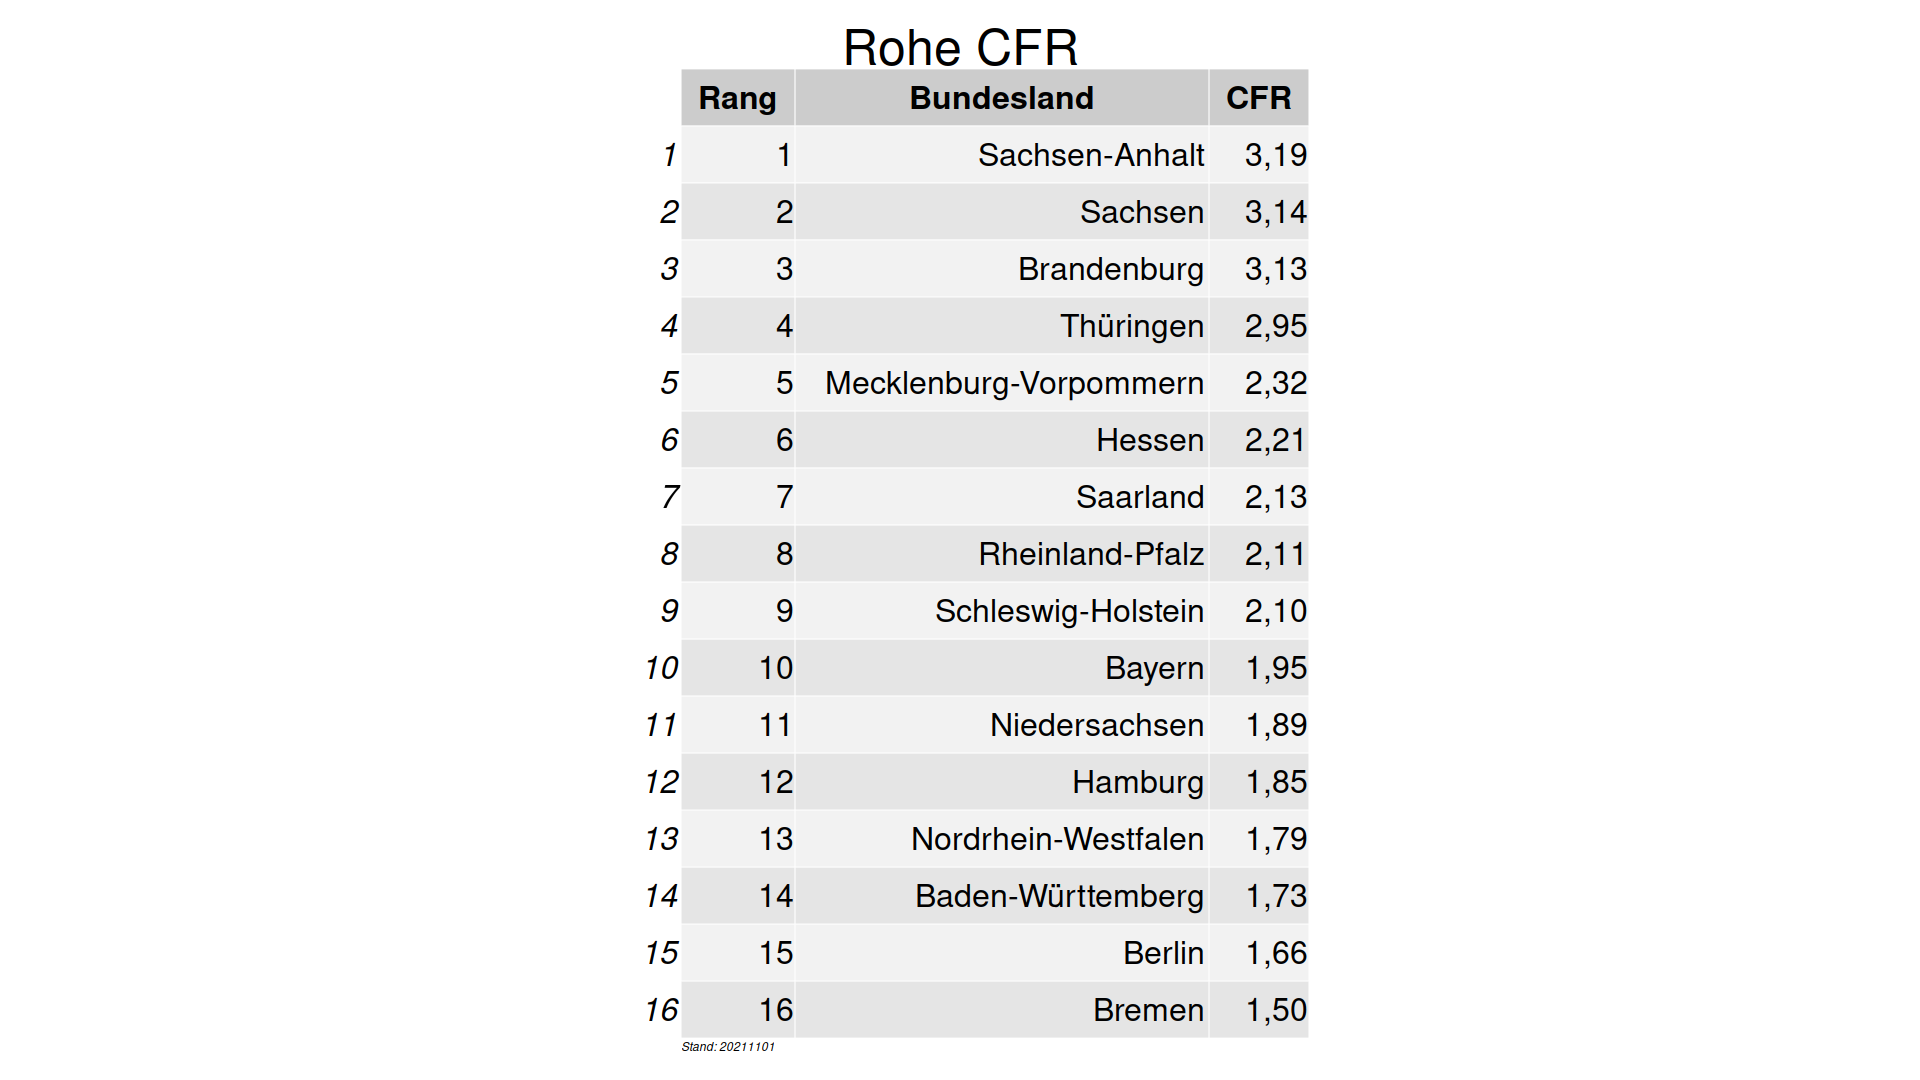 Rohe CFR
Rang Bundesland CFR
1 1 Sachsen-Anhalt 3,19
2 2 Sachsen 3,14
3 3 Brandenburg 3,13
4 4 Thüringen 2,95
5 5 Mecklenburg-Vorpommern 2,32
6 6 Hessen 2,21
7 7 Saarland 2,13
8 8 Rheinland-Pfalz 2,11
9 9 Schleswig-Holstein 2,10
10 10 Bayern 1,95
11 11 Niedersachsen 1,89
12 12 Hamburg 1,85
13 13 Nordrhein-Westfalen 1,79
14 14 Baden-Württemberg 1,73
15 15 Berlin 1,66
16 16 Bremen 1,50
Stand: 20211101